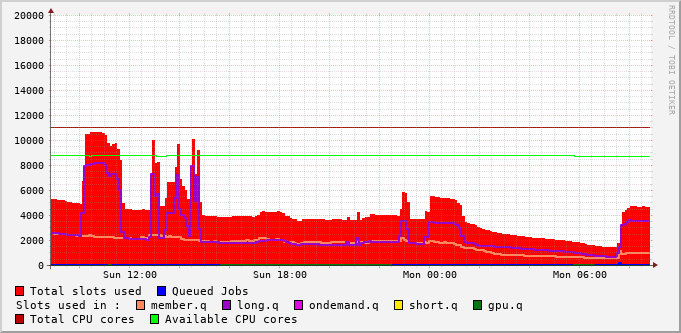 20000
18000
16000
14000
12000
10000
8000
6000
4000
2000
0
Sun 12:00 Sun 18:00 Mon 00:00 Mon 06:00
Total slots used Queued Jobs
Slots used in : member.q long.q ondemand.q short.q gpu.q
Total CPU cores Available CPU cores
RRDTOOL / TOBI OETIKER